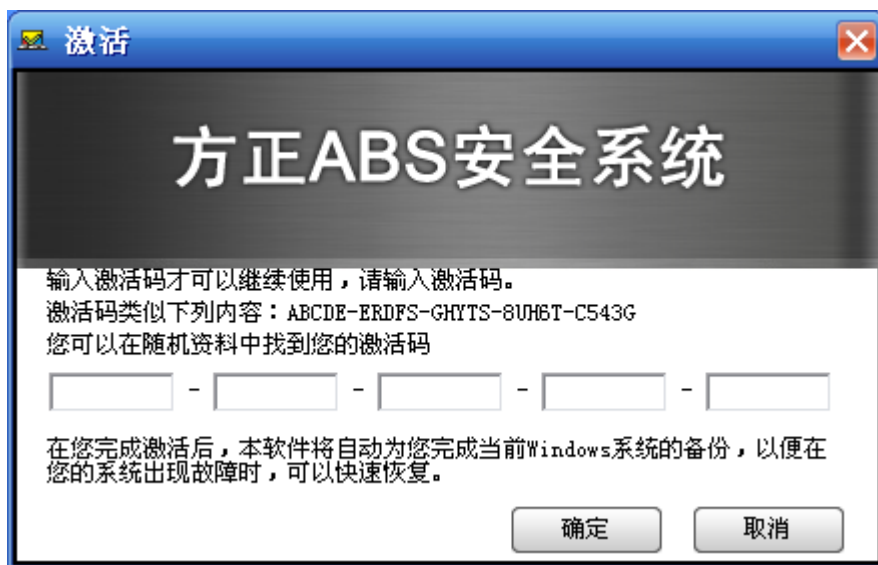 激活
方正ABS安全系统
输入激活码才可以继续使用，请输入激活码。
激活码类似下列内容：ABCDE-ERDFS-GHYTS-8UH6T-C543G
您可以在随机资料中找到您的激活码
- - - -
在您完成激活后，本软件将自动为您完成当前Windows系统的备份，以便在
您的系统出现故障时，可以快速恢复。
确定 取消